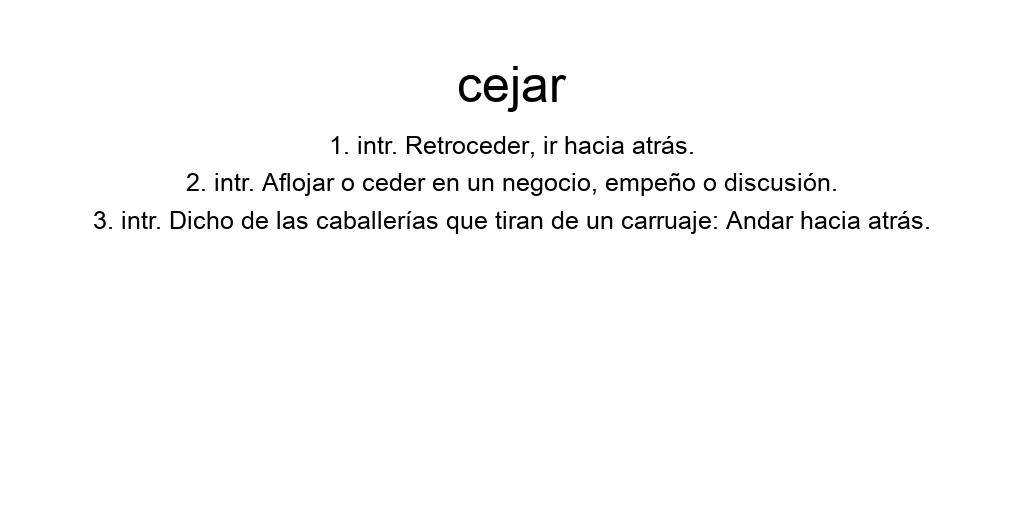 cejar
1. intr. Retroceder, ir hacia atrás.
2. intr. Aflojar o ceder en un negocio, empeño o discusión.
3. intr. Dicho de las caballerías que tiran de un carruaje: Andar hacia atrás.